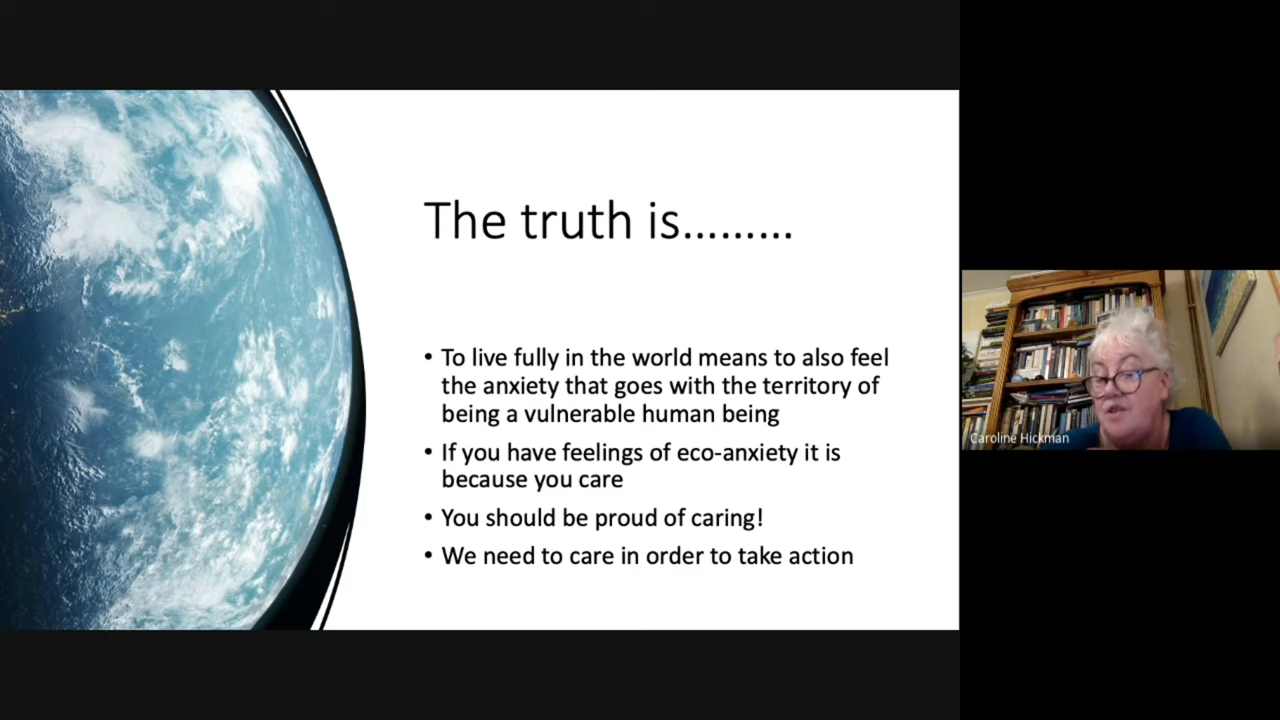 The truth is.........
• To live fully in the world means to also feel
the anxiety that goes with the territory of
being a vulnerable human being
• If you have feelings of eco-anxiety it is
because you care
• You should be proud of caring!
• We need to care in order to take action
Caroline Hickman